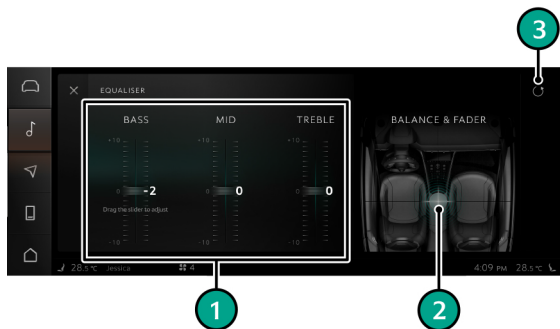 3
EQUALISER
BASS MID TREBLE BALANCE & FADER
+10 +10 +10
0 -2 0 0 0 0
Drag the slider to adjust
-10 -10 -10
28.5°C Jessica 4 4:09 PM 28.5°C
1 2